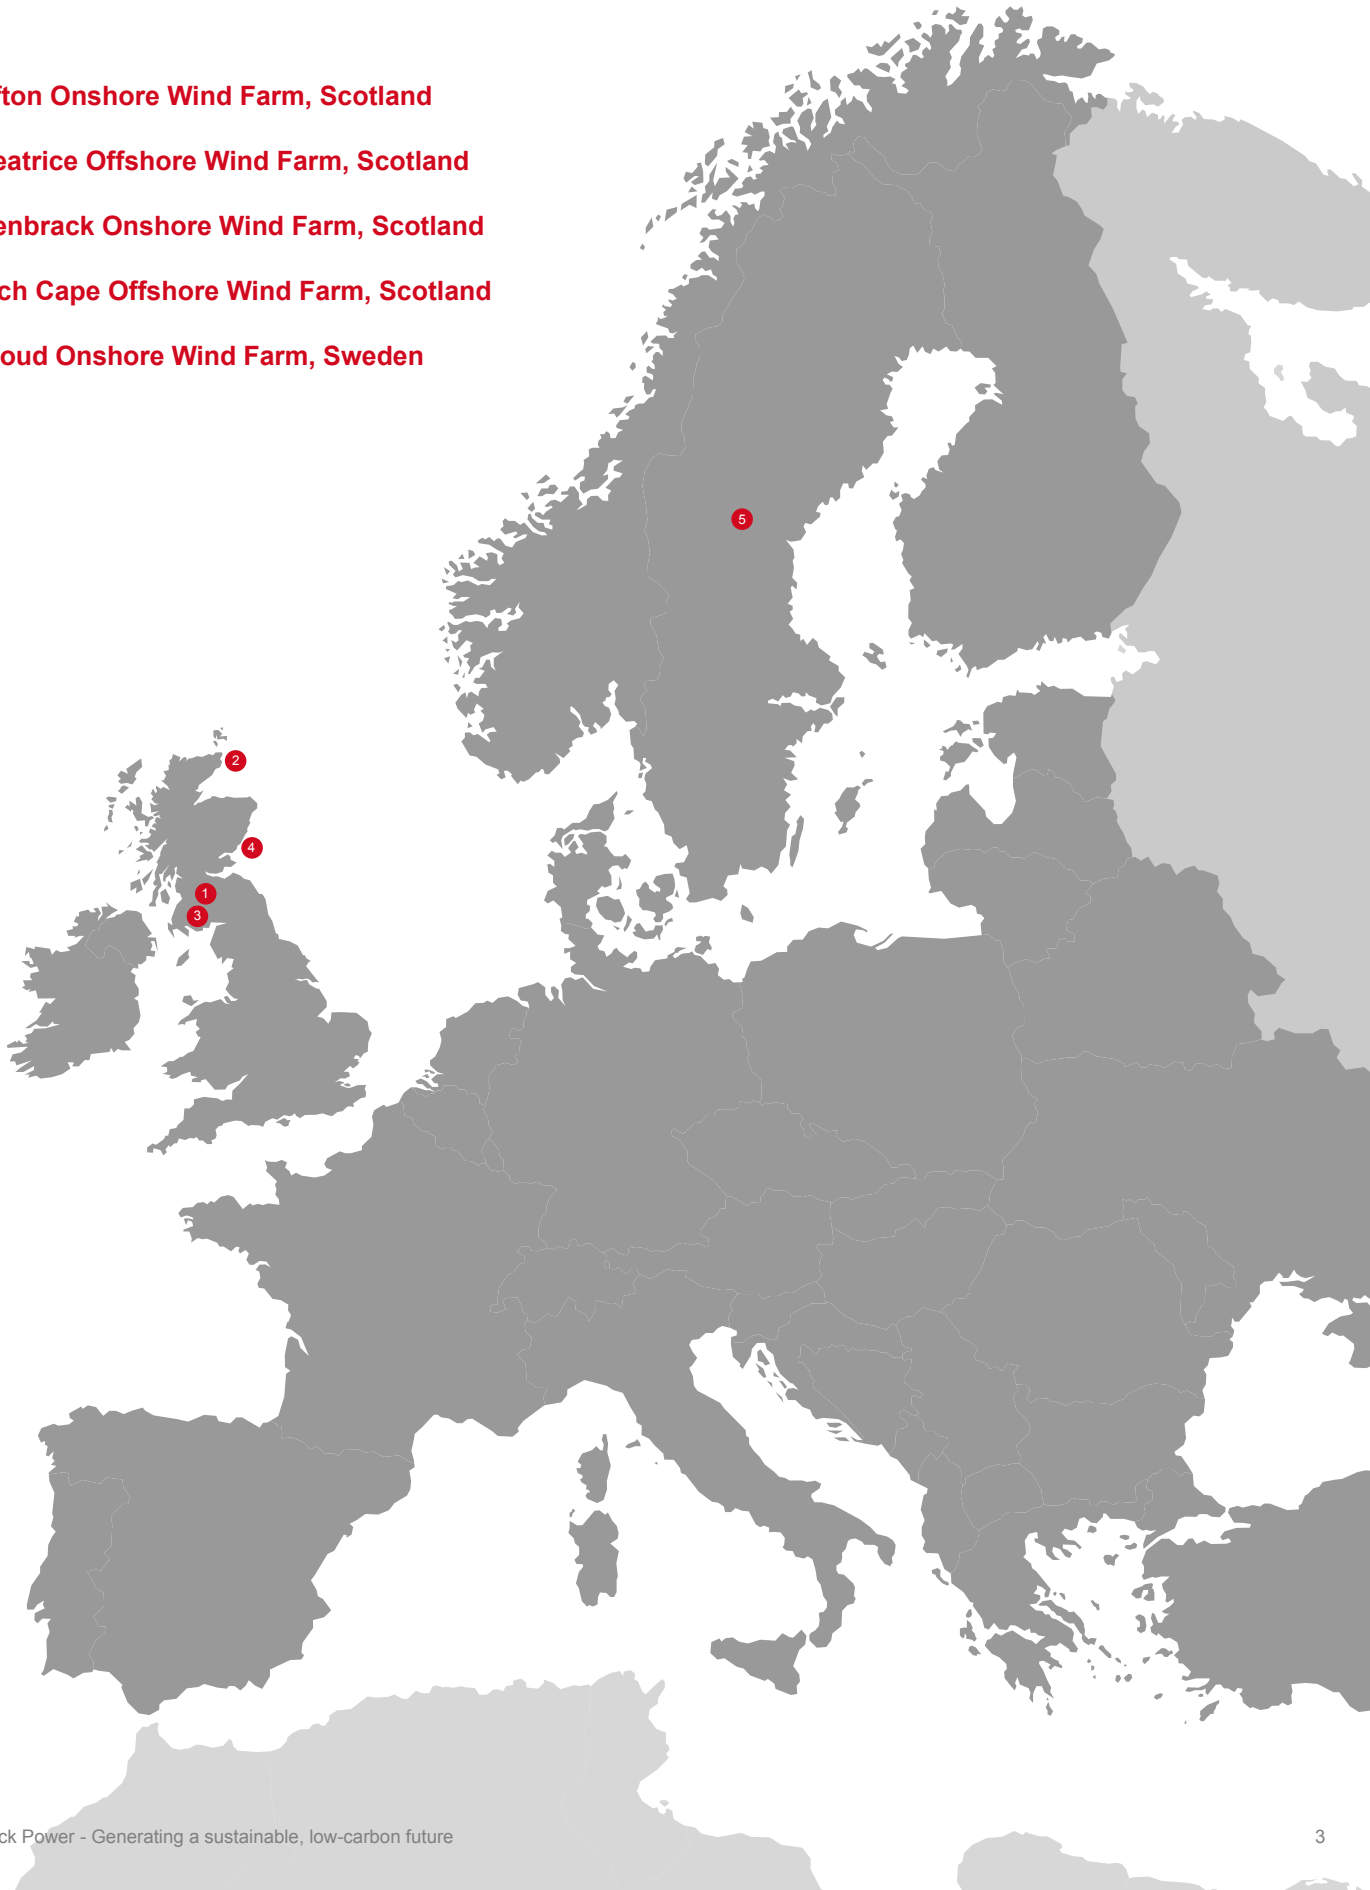 fton Onshore Wind Farm, Scotland
eatrice Offshore Wind Farm, Scotland
enbrack Onshore Wind Farm, Scotland
ch Cape Offshore Wind Farm, Scotland
oud Onshore Wind Farm, Sweden
5
2
4
1
3
ck Power - Generating a sustainable, low-carbon future
3